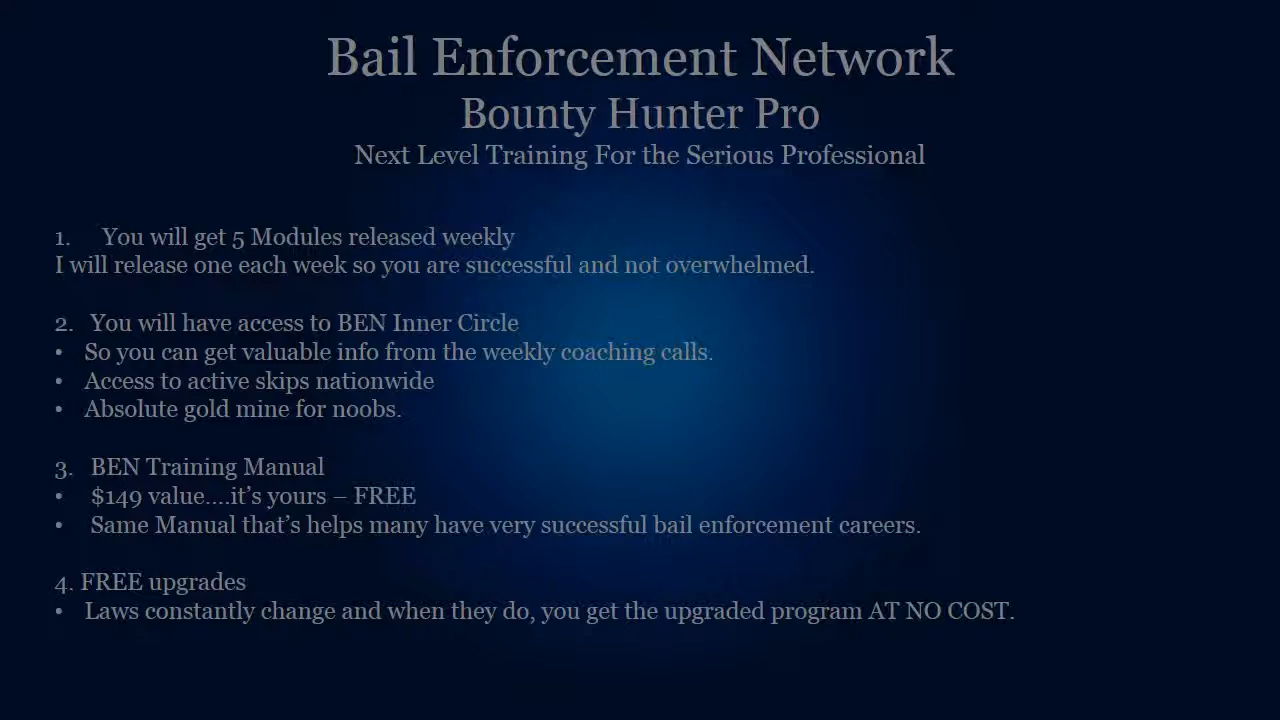 Bail Enforcement Network
Bounty Hunter Pro
Next Level Training For the Serious Professional
1. You will get 5 Modules released weekly
I will release one each week so you are successful and not overwhelmed.
2. You will have access to BEN Inner Circle
• So you can get valuable info from the weekly coaching calls.
• Access to active skips nationwide
• Absolute gold mine for noobs.
3. BEN Training Manual
• $149 value....it's yours – FREE
• Same Manual that's helps many have very successful bail enforcement careers.
4. FREE upgrades
• Laws constantly change and when they do, you get the upgraded program AT NO COST.